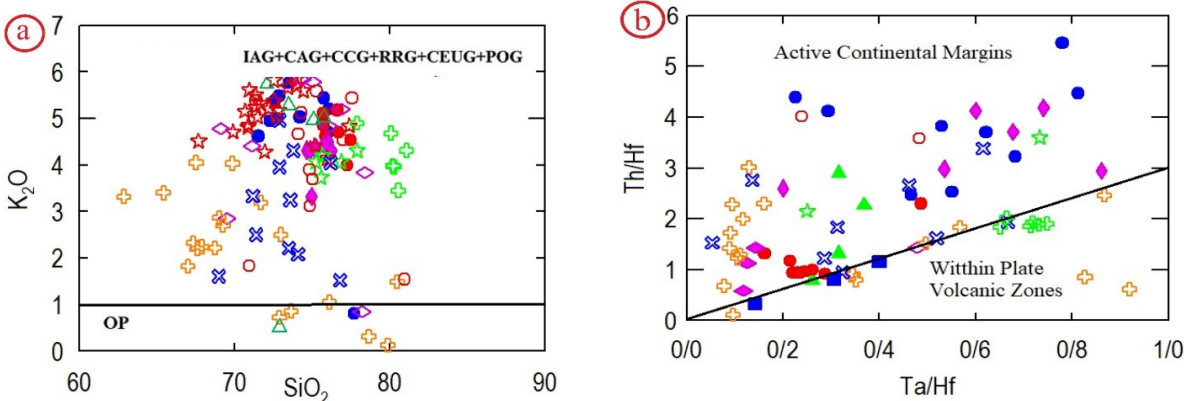 a
7
6
5
4
3
2
1
0
K2O
IAG+CAG+CCG+RRG+CEUG+POG
OP
60
70
80
90
SiO2
b
6
5
4
3
2
1
0
Th/Hf
Active Continental Margins
Witthin Plate
Volcanic Zones
0/0
0/2
0/4
0/6
0/8
1/0
Ta/Hf